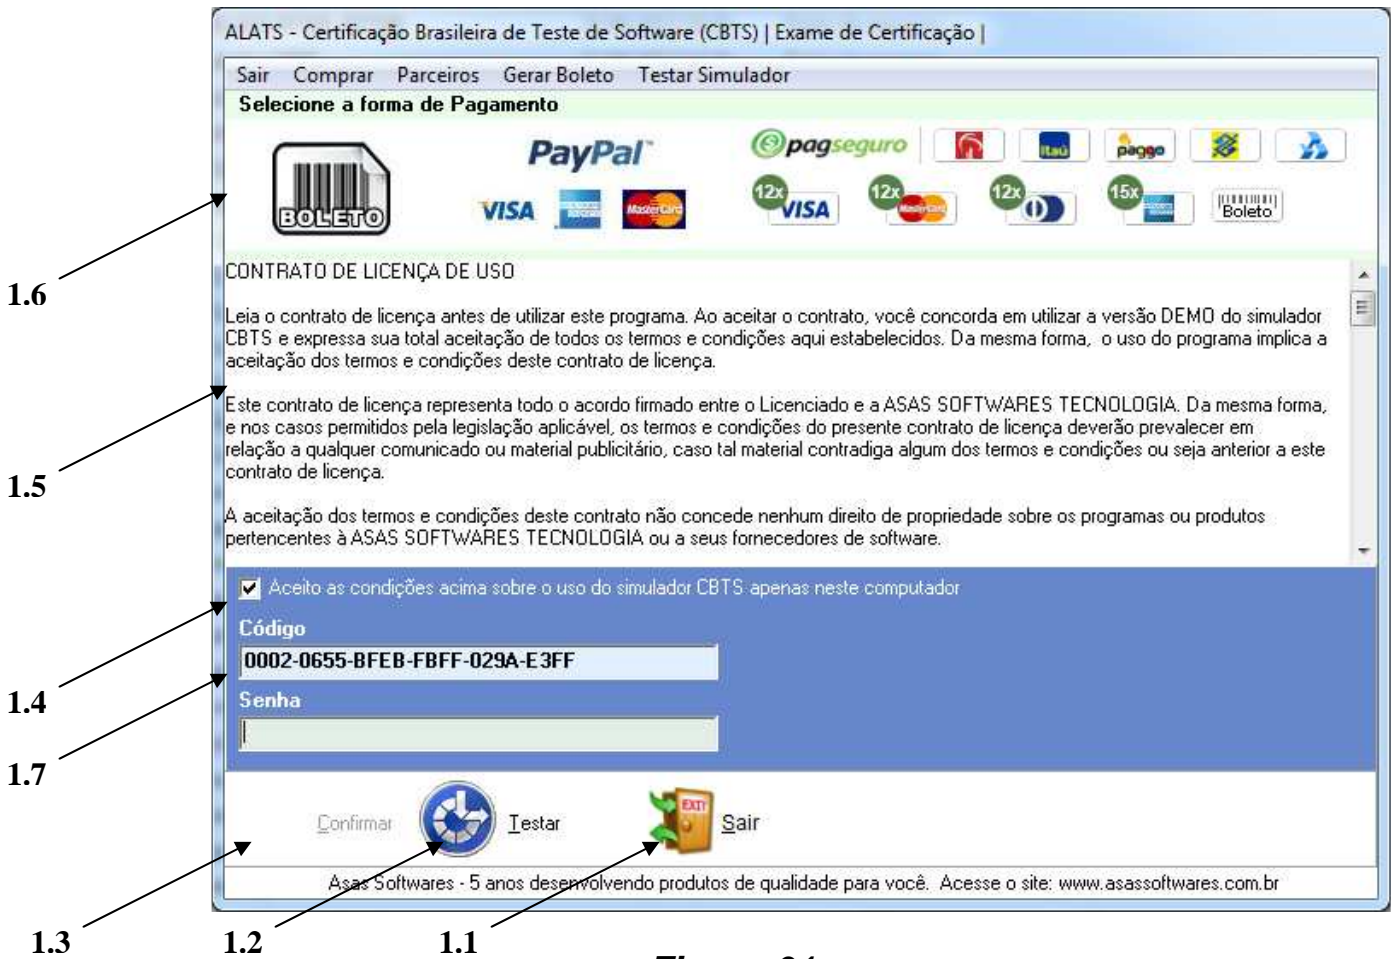 ALATS - Certificação Brasileira de Teste de Software (CBTS) | Exame de Certificação |
Sair Comprar Parceiros Gerar Boleto Testar Simulador
Selecione a forma de Pagamento
BOLETO
PayPal™
VISA
MasterCard
pagseguro
Itaú
paggo
12x VISA
12x MasterCard
12x
15x
Boleto
1.6
CONTRATO DE LICENÇA DE USO
Leia o contrato de licença antes de utilizar este programa. Ao aceitar o contrato, você concorda em utilizar a versão DEMO do simulador
CBTS e expressa sua total aceitação de todos os termos e condições aqui estabelecidos. Da mesma forma, o uso do programa implica a
aceitação dos termos e condições deste contrato de licença.
Este contrato de licença representa todo o acordo firmado entre o Licenciado e a ASAS SOFTWARES TECNOLOGIA. Da mesma forma,
e nos casos permitidos pela legislação aplicável, os termos e condições do presente contrato de licença deverão prevalecer em
relação a qualquer comunicado ou material publicitário, caso tal material contradiga algum dos termos e condições ou seja anterior a este
contrato de licença.
1.5
A aceitação dos termos e condições deste contrato não concede nenhum direito de propriedade sobre os programas ou produtos
pertencentes à ASAS SOFTWARES TECNOLOGIA ou a seus fornecedores de software.
Aceito as condições acima sobre o uso do simulador CBTS apenas neste computador
Código
0002-0655-BFEB-FBFF-029A-E3FF
1.4
Senha
1.7
Confirmar
Testar
EXIT
Sair
Asas Softwares - 5 anos desenvolvendo produtos de qualidade para você. Acesse o site: www.asassoftwares.com.br
1.3
1.2
1.1